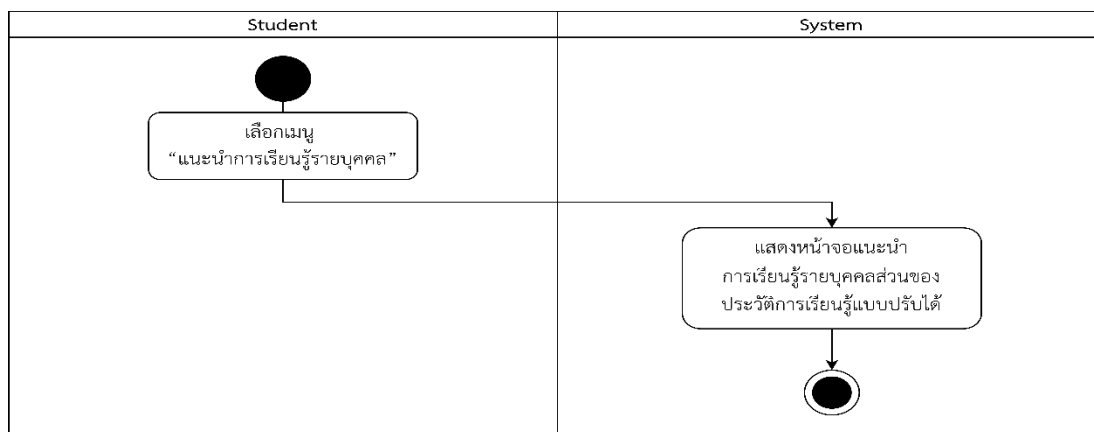 Student
System
เลือกเมนู
“แนะนำการเรียนรู้รายบุคคล”
แสดงหน้าจอแนะนำ
การเรียนรู้รายบุคคลส่วนของ
ประวัติการเรียนรู้แบบปรับได้